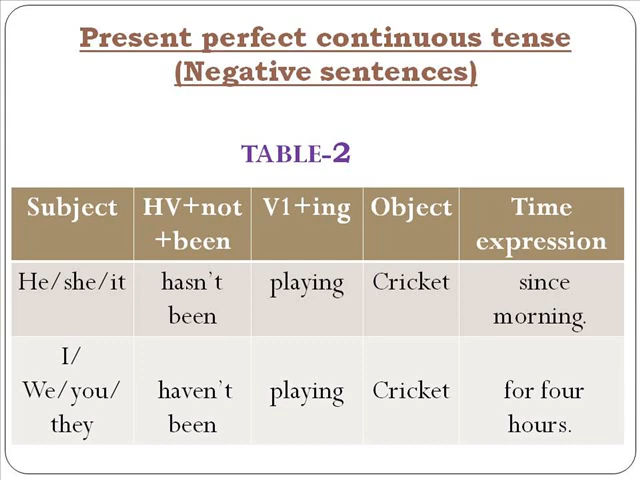 Present perfect continuous tense
(Negative sentences)
TABLE-2
Subject HV+not V1+ing Object Time
+been expression
He/she/it hasn't playing Cricket since
been morning.
I/
We/you/ haven't playing Cricket for four
they been hours.